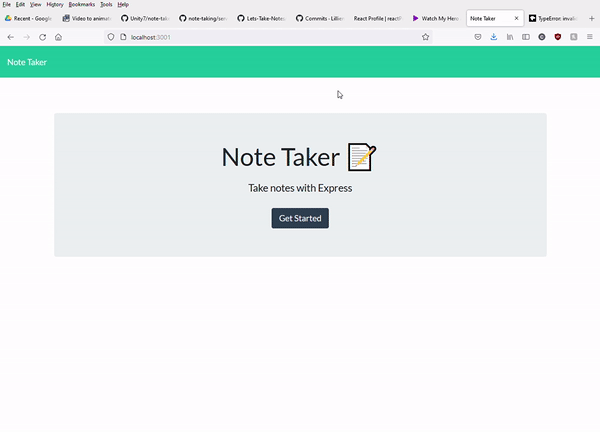 File Edit View History Bookmarks Tools Help
Recent - Google Video to animat Unity7/note-tak note-taking/ser Lets-Take-Notes Commits - Lillier React Profile | reactP Watch My Hero Note Taker TypeError: invalid
localhost:3001
Note Taker
Note Taker
Take notes with Express
Get Started